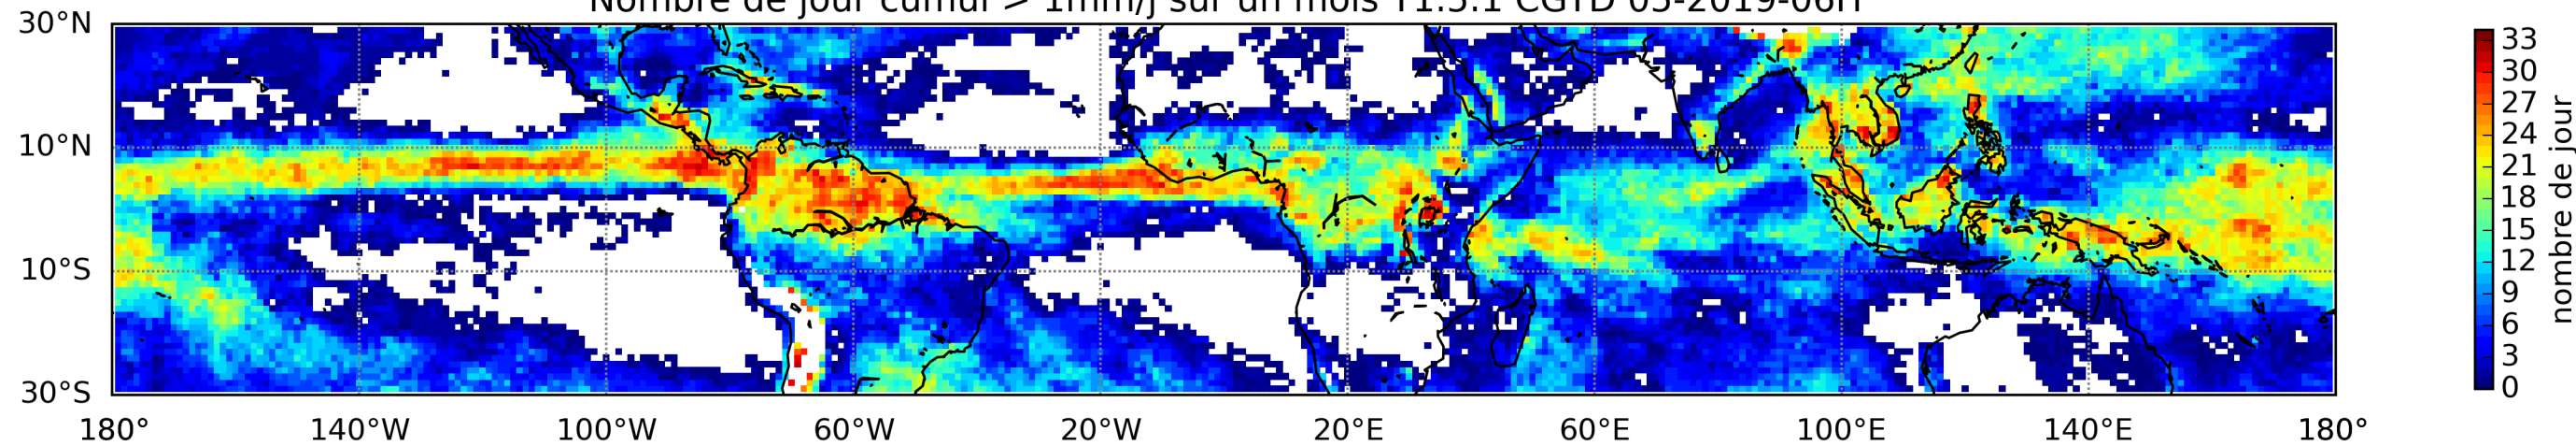 Nombre de jour cumul > 1mm/j sur un mois T1.5.1 CGTD 05-2019-06H
30°N
10°N
10°S
30°S
180° 140°W 100°W 60°W 20°W 20°E 60°E 100°E 140°E 180°
33
30
27
24
21
18
15
12
9
6
3
0
nombre de jour